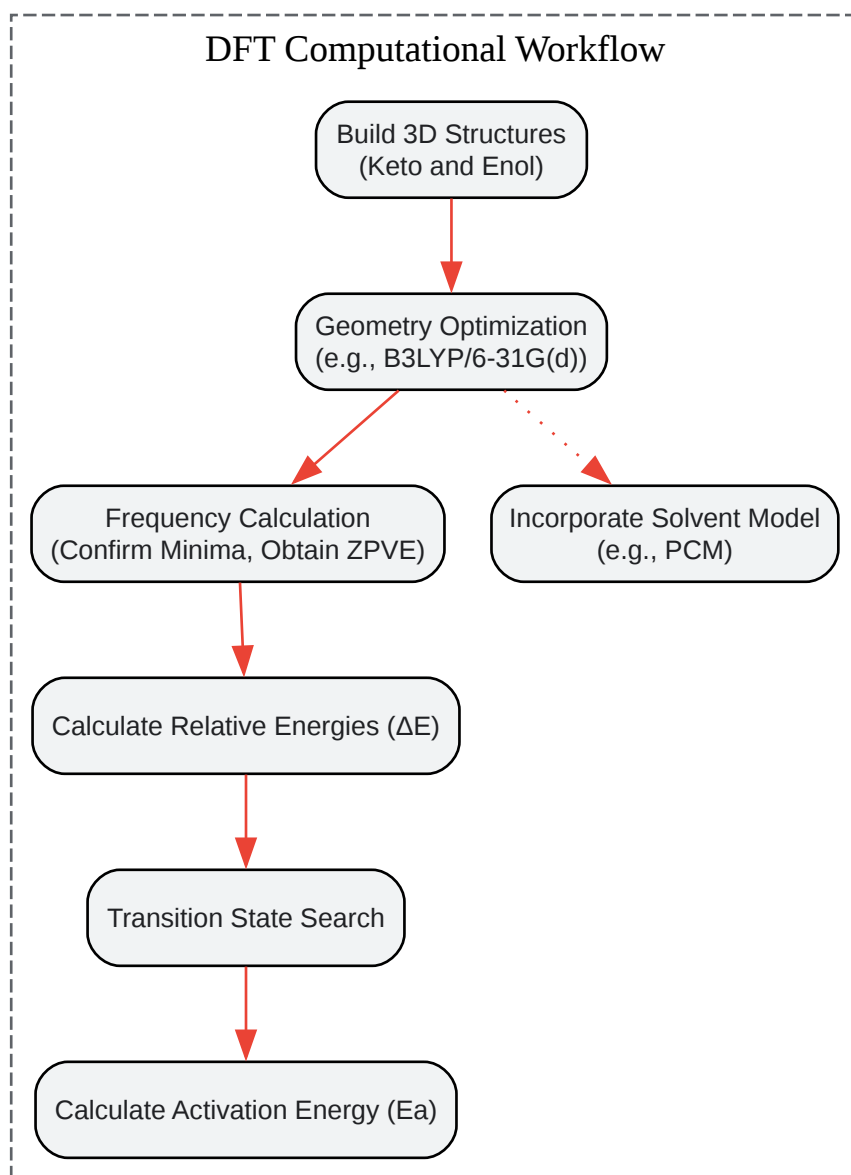 DFT Computational Workflow
Build 3D Structures
(Keto and Enol)
Geometry Optimization
(e.g., B3LYP/6-31G(d))
Frequency Calculation
(Confirm Minima, Obtain ZPVE)
Incorporate Solvent Model
(e.g., PCM)
Calculate Relative Energies (ΔE)
Transition State Search
Calculate Activation Energy (Ea)